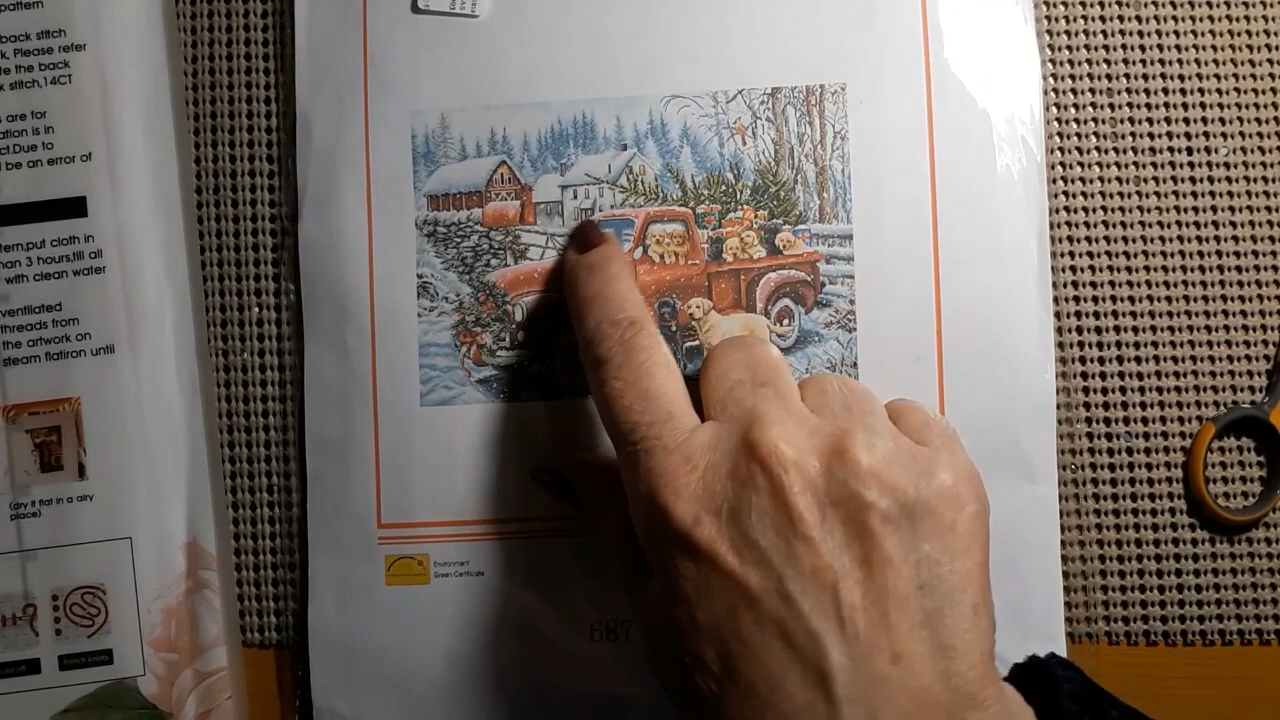 pattern
back stitch
k, Please refer
te the back
k stitch,14CT
s are for
ation is in
ct.Due to
l be an error of
tern,put cloth in
han 3 hours,till all
with clean water
ventilated
threads from
the artwork on
steam flatiron until
(dry it flat in a airy
place)
french knots
Environment
Green Certificate
687